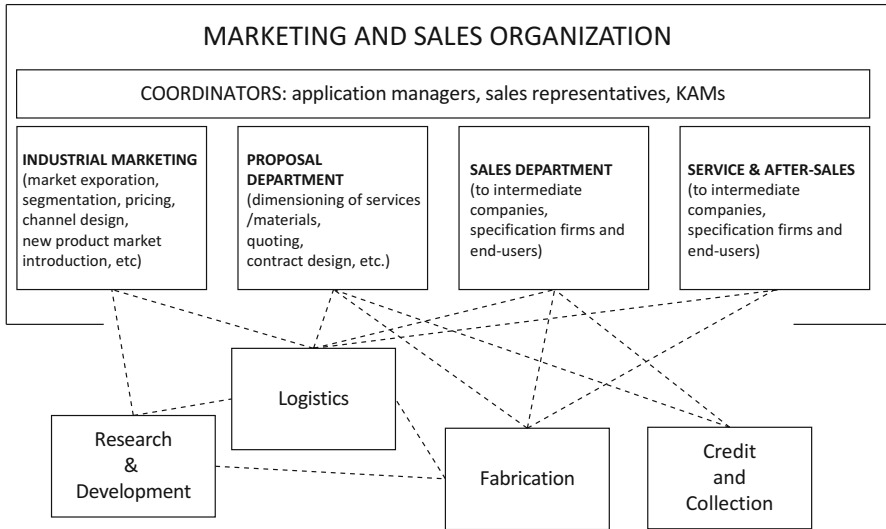 MARKETING AND SALES ORGANIZATION
COORDINATORS: application managers, sales representatives, KAMs
INDUSTRIAL MARKETING
(market exporation,
segmentation, pricing,
channel design,
new product market
introduction, etc)
PROPOSAL
DEPARTMENT
(dimensioning of services
/materials,
quoting,
contract design, etc.)
SALES DEPARTMENT
(to intermediate
companies,
specification firms and
end-users)
SERVICE & AFTER-SALES
(to intermediate
companies,
specification firms and
end-users)
Logistics
Research
&
Development
Fabrication
Credit
and
Collection